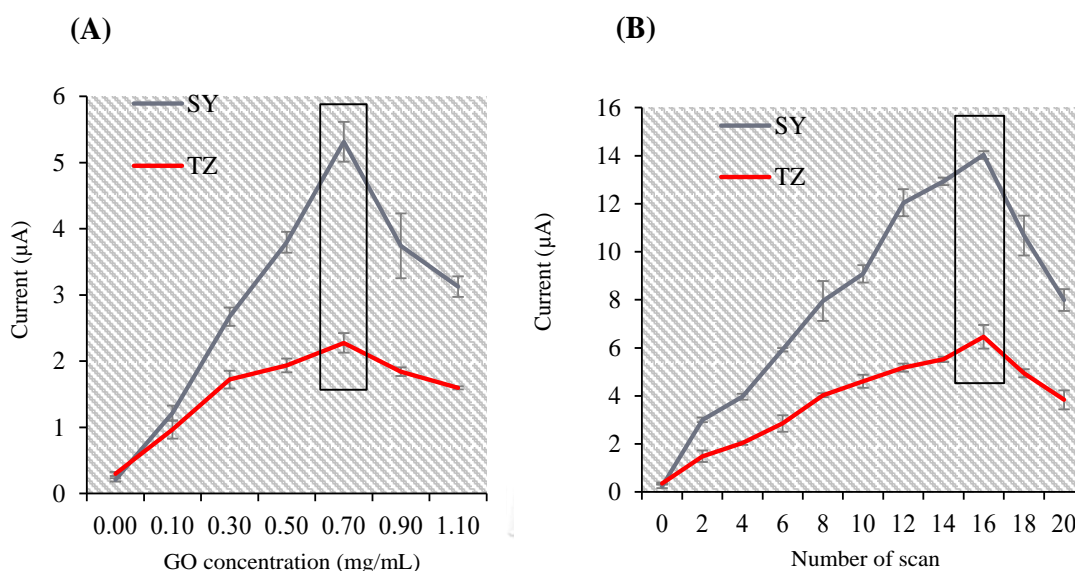 (A)
6
5
4
3
2
1
0
Current (μA)
SY
TZ
0.00 0.10 0.30 0.50 0.70 0.90 1.10
GO concentration (mg/mL)
(B)
16
14
12
10
8
6
4
2
0
Current (μA)
SY
TZ
0 2 4 6 8 10 12 14 16 18 20
Number of scan